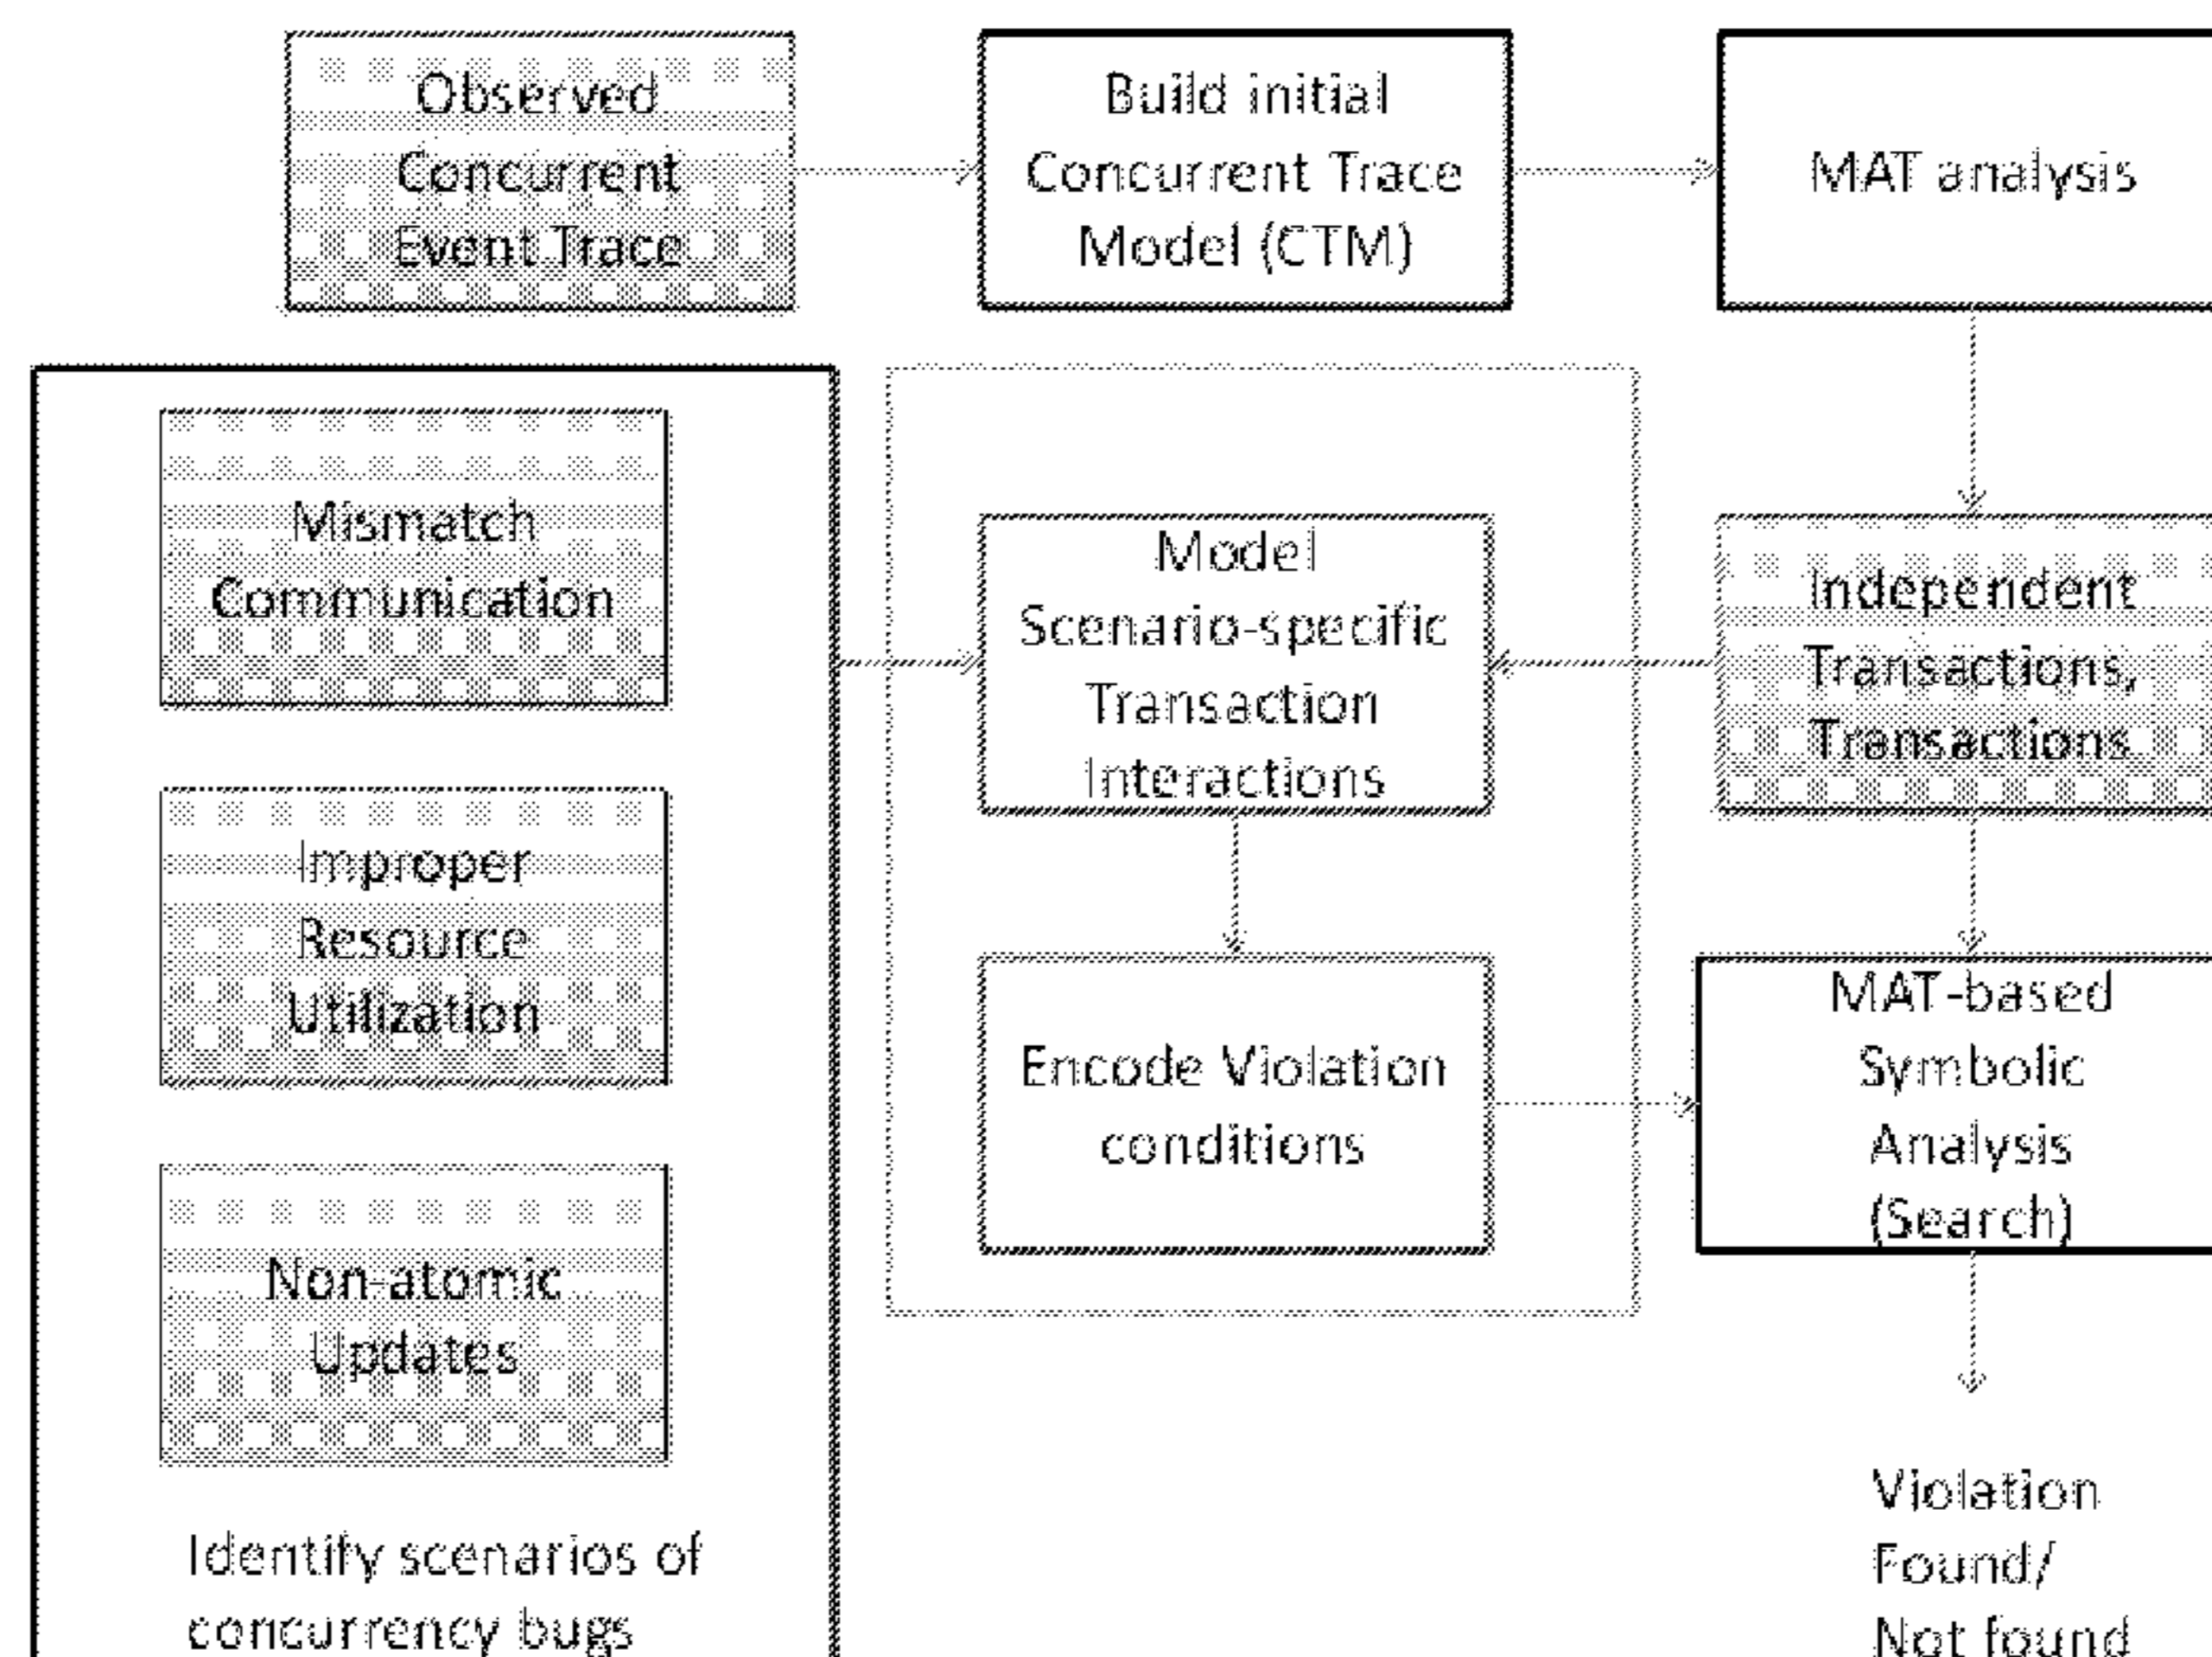 Observed
Concurrent
Event Trace
Build initial
Concurrent Trace
Model (CTM)
MAT analysis
Mismatch
Communication
Improper
Resource
Utilization
Non-atomic
Updates
Identify scenarios of
concurrency bugs
Model
Scenario-specific
Transaction
Interactions
Encode Violation
conditions
Independent
Transactions,
Transactions
MAT-based
Symbolic
Analysis
(Search)
Violation
Found/
Not found